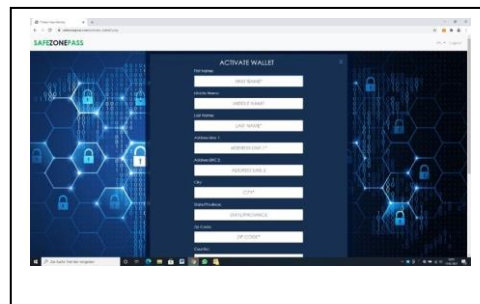 SAFEZONEPASS
ACTIVATE WALLET
First Name:
FIRST NAME*
Middle Name:
MIDDLE NAME
Last Name:
LAST NAME*
Address Line 1:
ADDRESS LINE 1*
Address Line 2:
ADDRESS LINE 2
City:
CITY*
State/Province:
STATE/PROVINCE
Zip Code:
ZIP CODE*
Country: